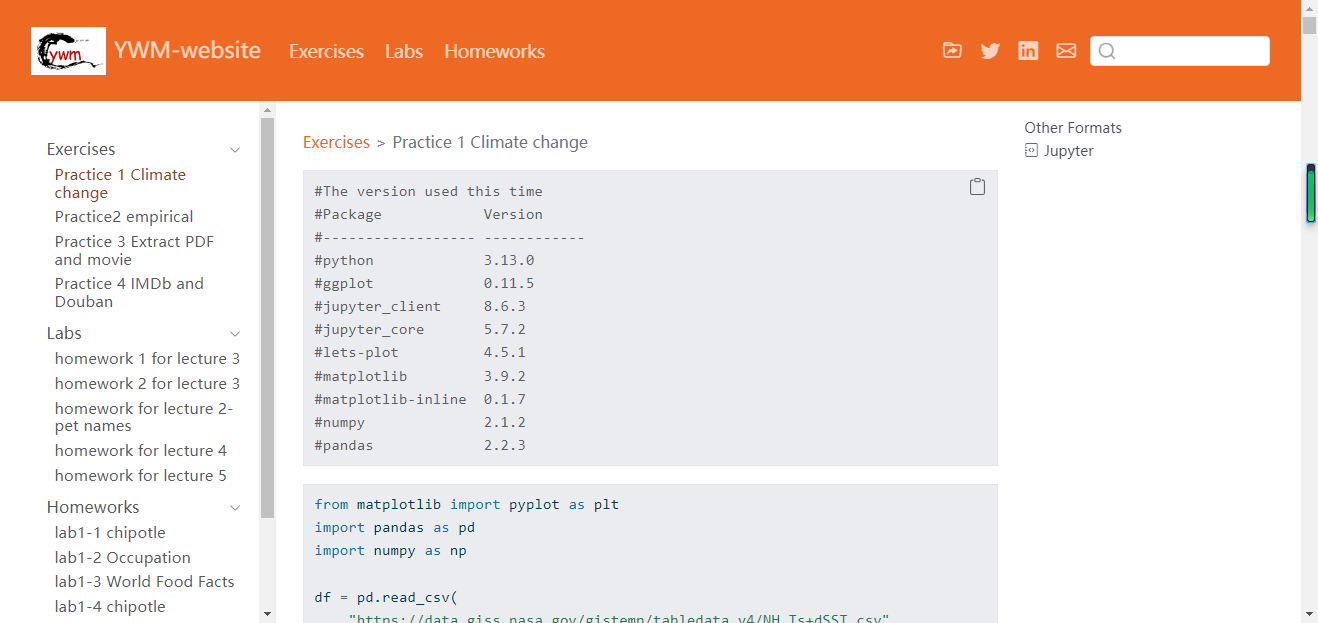 ywm
YWM-website
Exercises
Labs
Homeworks
Exercises
Practice 1 Climate
change
Practice2 empirical
Practice 3 Extract PDF
and movie
Practice 4 IMDb and
Douban
Labs
homework 1 for lecture 3
homework 2 for lecture 3
homework for lecture 2-
pet names
homework for lecture 4
homework for lecture 5
Homeworks
lab1-1 chipotle
lab1-2 Occupation
lab1-3 World Food Facts
lab1-4 chipotle
Exercises > Practice 1 Climate change
#The version used this time
#Package            Version
#------------------ ------------
#python             3.13.0
#ggplot             0.11.5
#jupyter_client     8.6.3
#jupyter_core       5.7.2
#lets-plot          4.5.1
#matplotlib         3.9.2
#matplotlib-inline  0.1.7
#numpy              2.1.2
#pandas             2.2.3
from matplotlib import pyplot as plt
import pandas as pd
import numpy as np
df = pd.read_csv(
"https://data.giss.nasa.gov/gistemp/tabledata_v4/NH.Ts+dSST.csv"
Other Formats
Jupyter